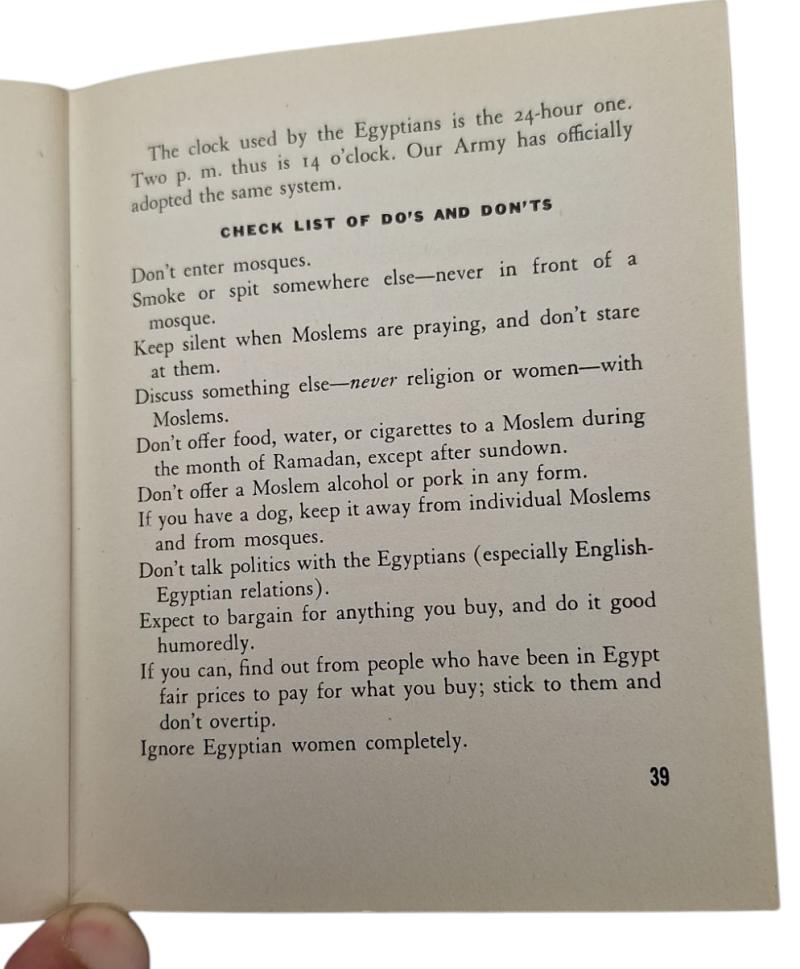 The clock used by the Egyptians is the 24-hour one.
Two p. m. thus is 14 o'clock. Our Army has officially
adopted the same system.
CHECK LIST OF DO'S AND DON'TS
Don't enter mosques.
Smoke or spit somewhere else—never in front of a
mosque.
Keep silent when Moslems are praying, and don't stare
at them.
Discuss something else—never religion or women—with
Moslems.
Don't offer food, water, or cigarettes to a Moslem during
the month of Ramadan, except after sundown.
Don't offer a Moslem alcohol or pork in any form.
If you have a dog, keep it away from individual Moslems
and from mosques.
Don't talk politics with the Egyptians (especially English-
Egyptian relations).
Expect to bargain for anything you buy, and do it good
humoredly.
If you can, find out from people who have been in Egypt
fair prices to pay for what you buy; stick to them and
don't overtip.
Ignore Egyptian women completely.
39